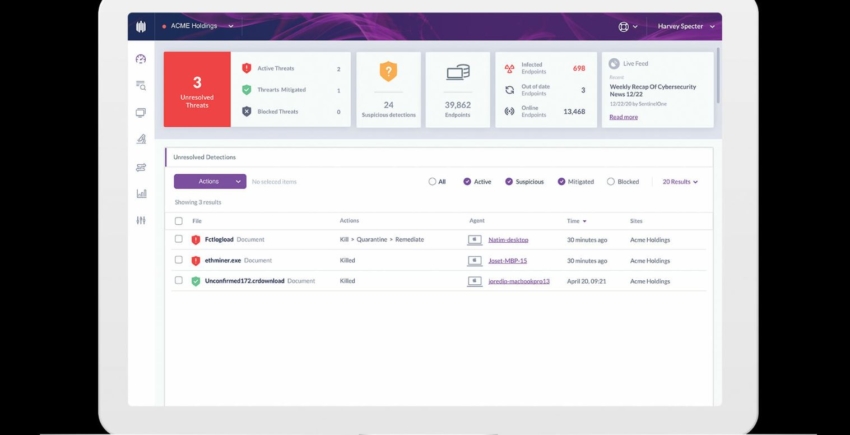 ACME Holdings
Harvey Specter
3
Unresolved
Threats
Active Threats 2
Threarts Mitigated 1
Blocked Threats 0
24
Suspicious detections
39,862
Endpoints
Infected
Endpoints 698
Out of date
Endpoints 3
Online
Endpoints 13,468
Live Feed
Weekly Recap Of Cybersecurity
News 12/22
12/22/20 by SentinelOne
Read more
Unresolved Detections
Actions
No selected items
All Active Suspicious Mitigated Blocked 20 Results
Showing 3 results
File Actions Agent Time Sites
Document Kill > Quarantine > Remediate Natim-desktop 30 minutes ago Acme Holdings
ethminer.exe Document Killed Joset-MBP-15 30 minutes ago Acme Holdings
Unconfirmed172.crdownload Document Killed April 20, 09:21 Acme Holdings